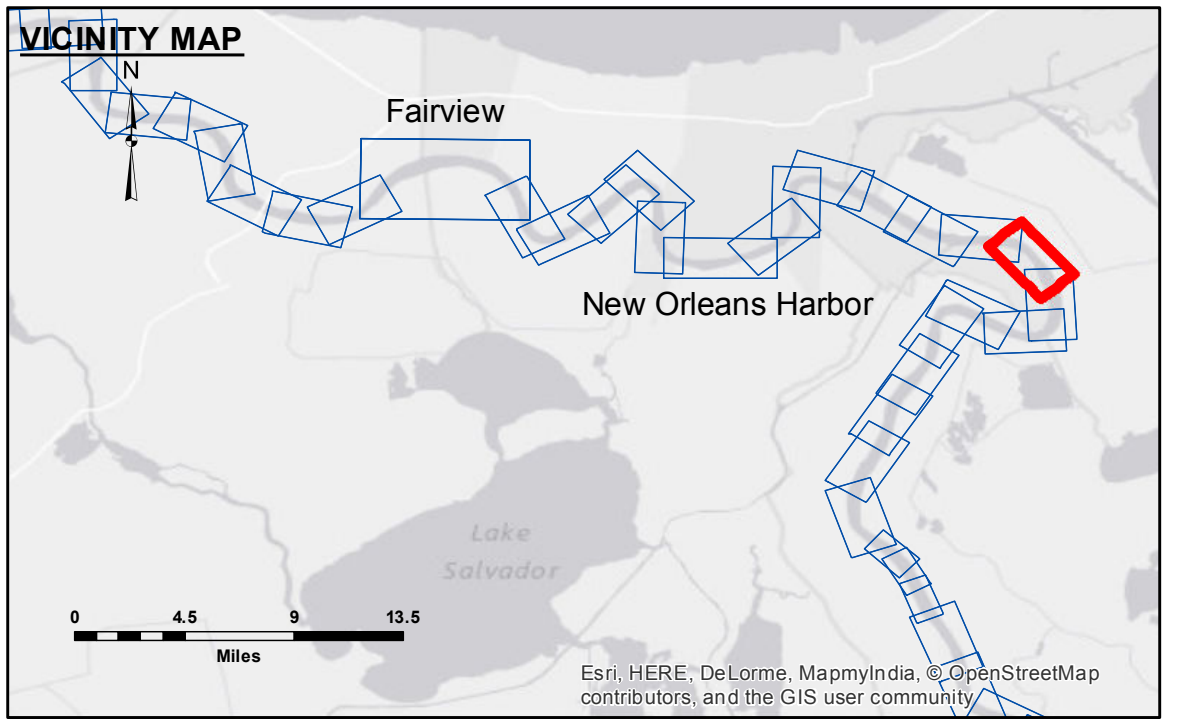 VICINITY MAP
N
Fairview
New Orleans Harbor
Lake
Salvador
0 4.5 9 13.5
Miles
Esri, HERE, DeLorme, MapmyIndia, © OpenStreetMap
contributors, and the GIS user community